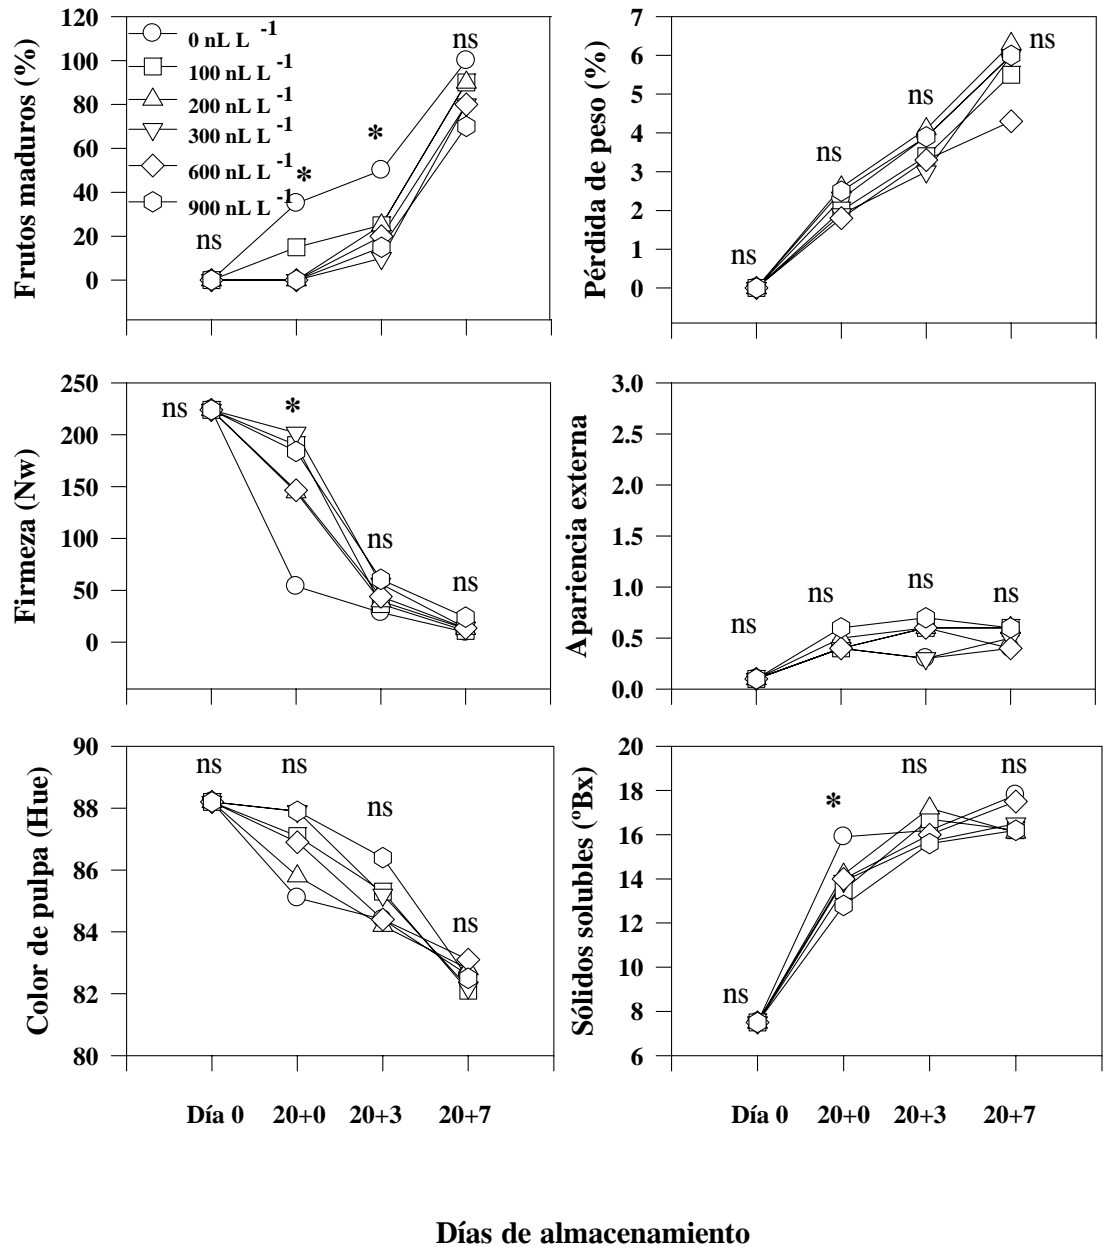 Frutos maduros (%)
120
100
80
60
40
20
0
0 nL L -1
100 nL L -1
200 nL L -1
300 nL L -1
600 nL L -1
900 nL L -1
ns
*
*
ns
Pérdida de peso (%)
7
6
5
4
3
2
1
0
ns
ns
ns
ns
Firmeza (Nw)
250
200
150
100
50
0
ns
*
ns
ns
Apariencia externa
3.0
2.5
2.0
1.5
1.0
0.5
0.0
ns
ns
ns
ns
Color de pulpa (Hue)
90
88
86
84
82
80
ns
ns
ns
ns
Día 0 20+0 20+3 20+7
Sólidos solubles (ºBx)
20
18
16
14
12
10
8
6
ns
*
ns
ns
Día 0 20+0 20+3 20+7
Días de almacenamiento